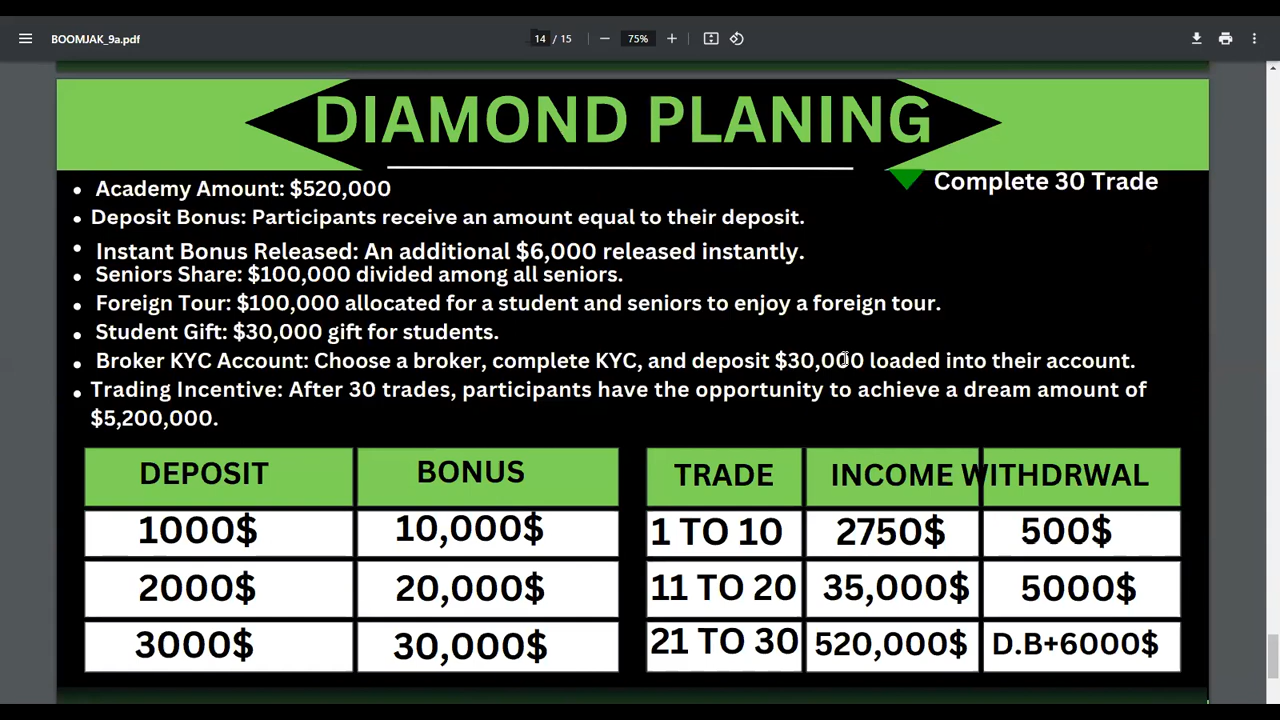 BOOMJAK_9a.pdf
14 / 15
75%
DIAMOND PLANING
Complete 30 Trade
• Academy Amount: $520,000
• Deposit Bonus: Participants receive an amount equal to their deposit.
• Instant Bonus Released: An additional $6,000 released instantly.
• Seniors Share: $100,000 divided among all seniors.
• Foreign Tour: $100,000 allocated for a student and seniors to enjoy a foreign tour.
• Student Gift: $30,000 gift for students.
• Broker KYC Account: Choose a broker, complete KYC, and deposit $30,000 loaded into their account.
• Trading Incentive: After 30 trades, participants have the opportunity to achieve a dream amount of
$5,200,000.
DEPOSIT BONUS
1000$ 10,000$
2000$ 20,000$
3000$ 30,000$
TRADE INCOME WITHDRWAL
1 TO 10 2750$ 500$
11 TO 20 35,000$ 5000$
21 TO 30 520,000$ D.B+6000$